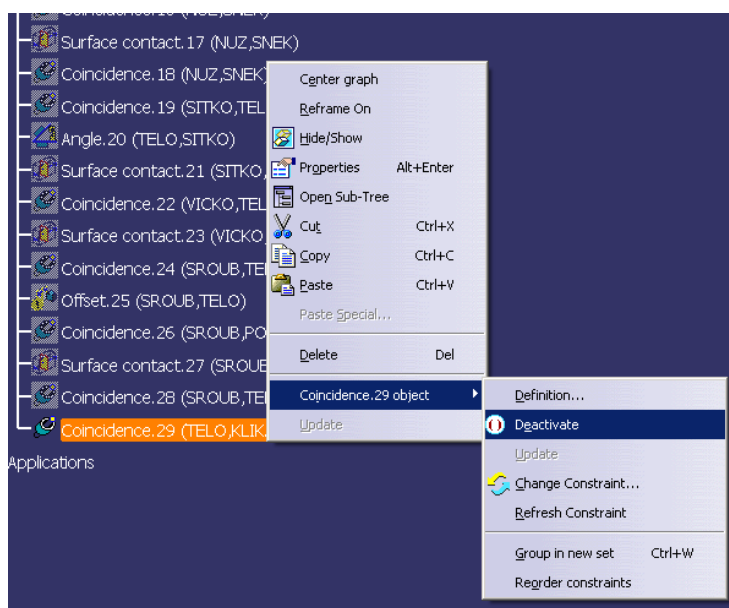 Surface contact.17 (NUZ,SNEK)
Coincidence.18 (NUZ,SNEK)
Coincidence.19 (SITKO,TEL
Angle.20 (TELO,SITKO)
Surface contact.21 (SITKO,
Coincidence.22 (VICKO,TEL
Surface contact.23 (VICKO
Coincidence.24 (SROUB,TEL
Offset.25 (SROUB,TELO)
Coincidence.26 (SROUB,PO
Surface contact.27 (SROUB
Coincidence.28 (SROUB,TEL
Coincidence.29 (TELO,KLIK
Applications
Center graph
Reframe On
Hide/Show
Properties Alt+Enter
Open Sub-Tree
Cut Ctrl+X
Copy Ctrl+C
Paste Ctrl+V
Paste Special...
Delete Del
Coincidence.29 object
Update
Definition...
Deactivate
Update
Change Constraint...
Refresh Constraint
Group in new set Ctrl+W
Reorder constraints